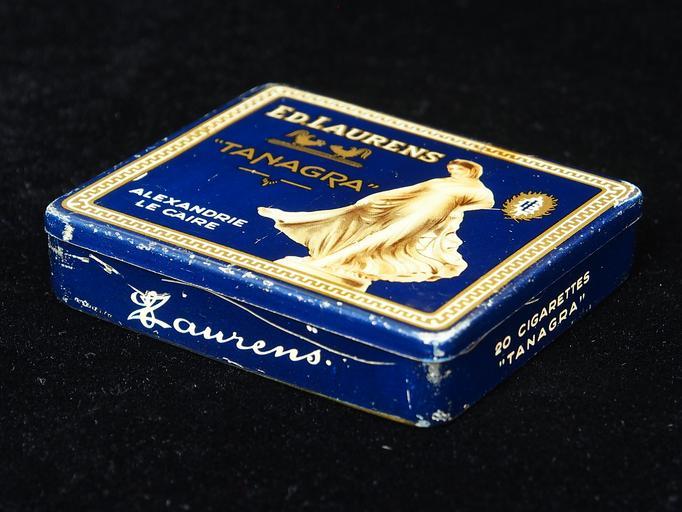 ED. LAURENS
"TANAGRA"
ALEXANDRIE
LE CAIRE
Laurens.
20 CIGARETTES
"TANAGRA"